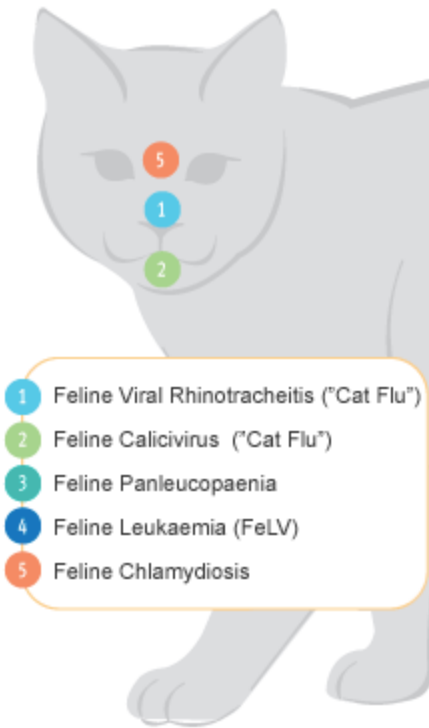 5
1
2
1 Feline Viral Rhinotracheitis ("Cat Flu")
2 Feline Calicivirus ("Cat Flu")
3 Feline Panleucopaenia
4 Feline Leukaemia (FeLV)
5 Feline Chlamydiosis